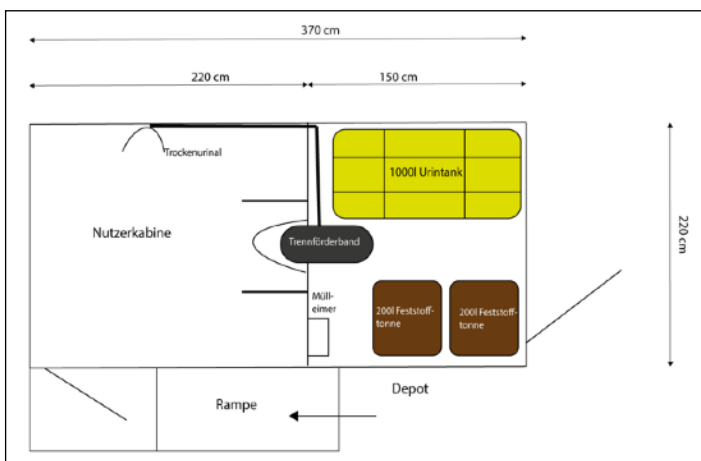 370 cm
220 cm
150 cm
Trockenurinal
1000l Urintank
Nutzerkabine
Trennförderband
220 cm
Müll-
eimer
200l Feststoff-
tonne
200l Feststoff-
tonne
Rampe
Depot